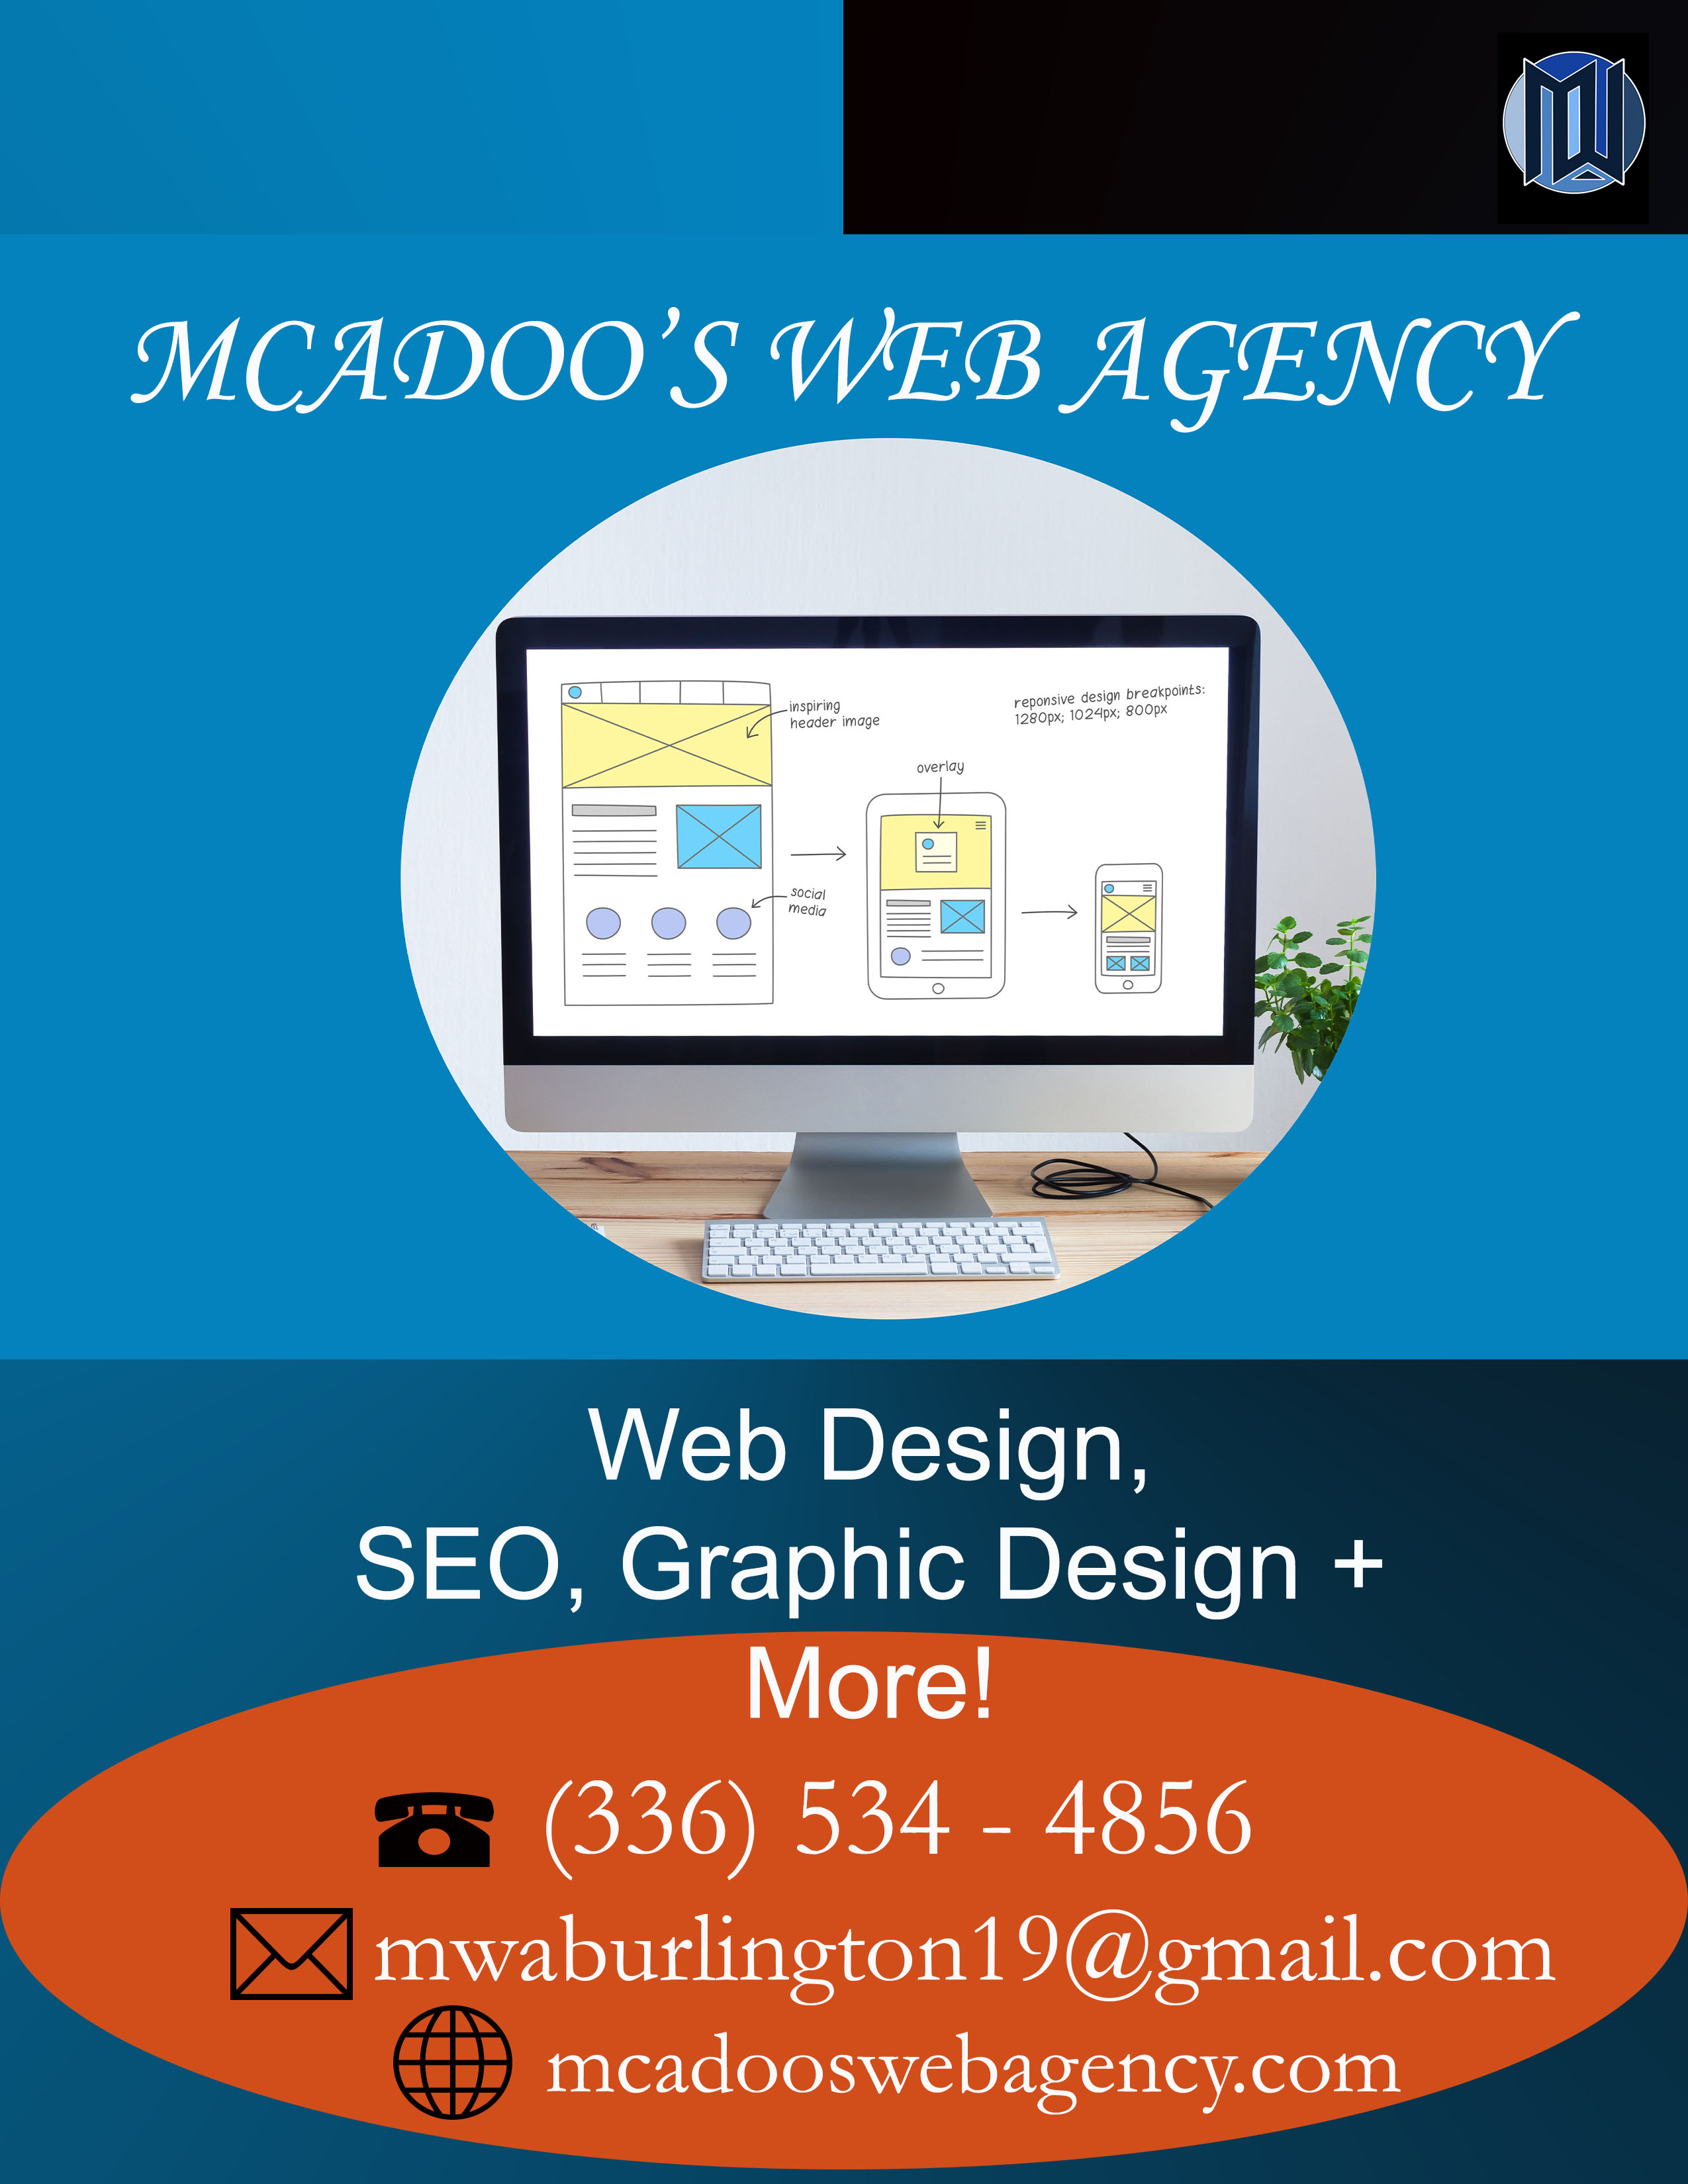 MCADOO'S WEB AGENCY
inspiring
header image
reponsive design breakpoints:
1280px; 1024px; 800px
overlay
social
media
Web Design,
SEO, Graphic Design +
More!
(336) 534 - 4856
mwaburlington19@gmail.com
mcadooswebagency.com